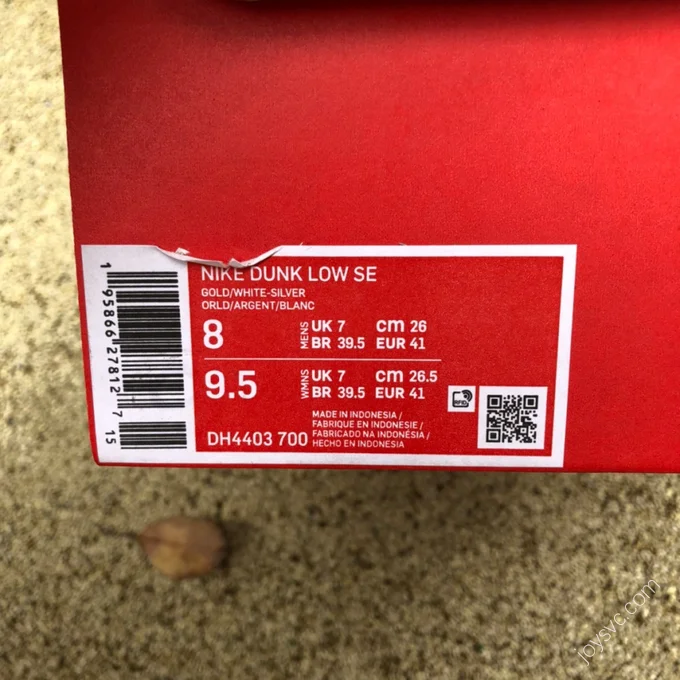 NIKE DUNK LOW SE
GOLD/WHITE-SILVER
ORLD/ARGENT/BLANC
8 MENS UK 7 cm 26
BR 39.5 EUR 41
9.5 WMNS UK 7 cm 26.5
BR 39.5 EUR 41
DH4403 700
MADE IN INDONESIA /
FABRIQUE EN INDONESIE /
FABRICADO NA INDONÉSIA /
HECHO EN INDONESIA
RFID
1 95866 27812 7 15
joysvc.com